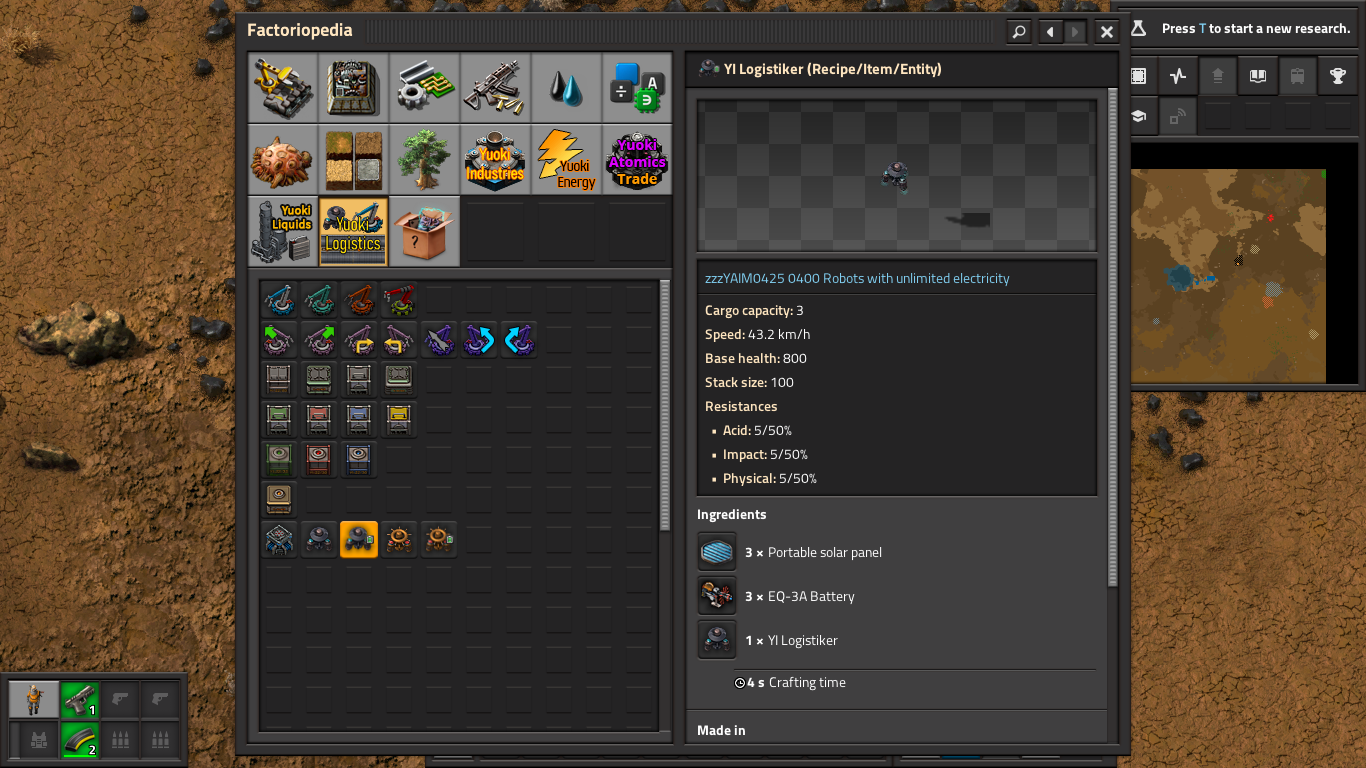 Factoriopedia
Press T to start a new research.
A
Yuoki
Industries
Yuoki
Energy
Yuoki
Atomics
Trade
Yuoki
Liquids
Yuoki
Logistics
?
YI Logistiker (Recipe/Item/Entity)
zzzYAIM0425 0400 Robots with unlimited electricity
Cargo capacity: 3
Speed: 43.2 km/h
Base health: 800
Stack size: 100
Resistances
Acid: 5/50%
Impact: 5/50%
Physical: 5/50%
Ingredients
3 × Portable solar panel
3 × EQ-3A Battery
1 × YI Logistiker
4 s Crafting time
Made in
1
2